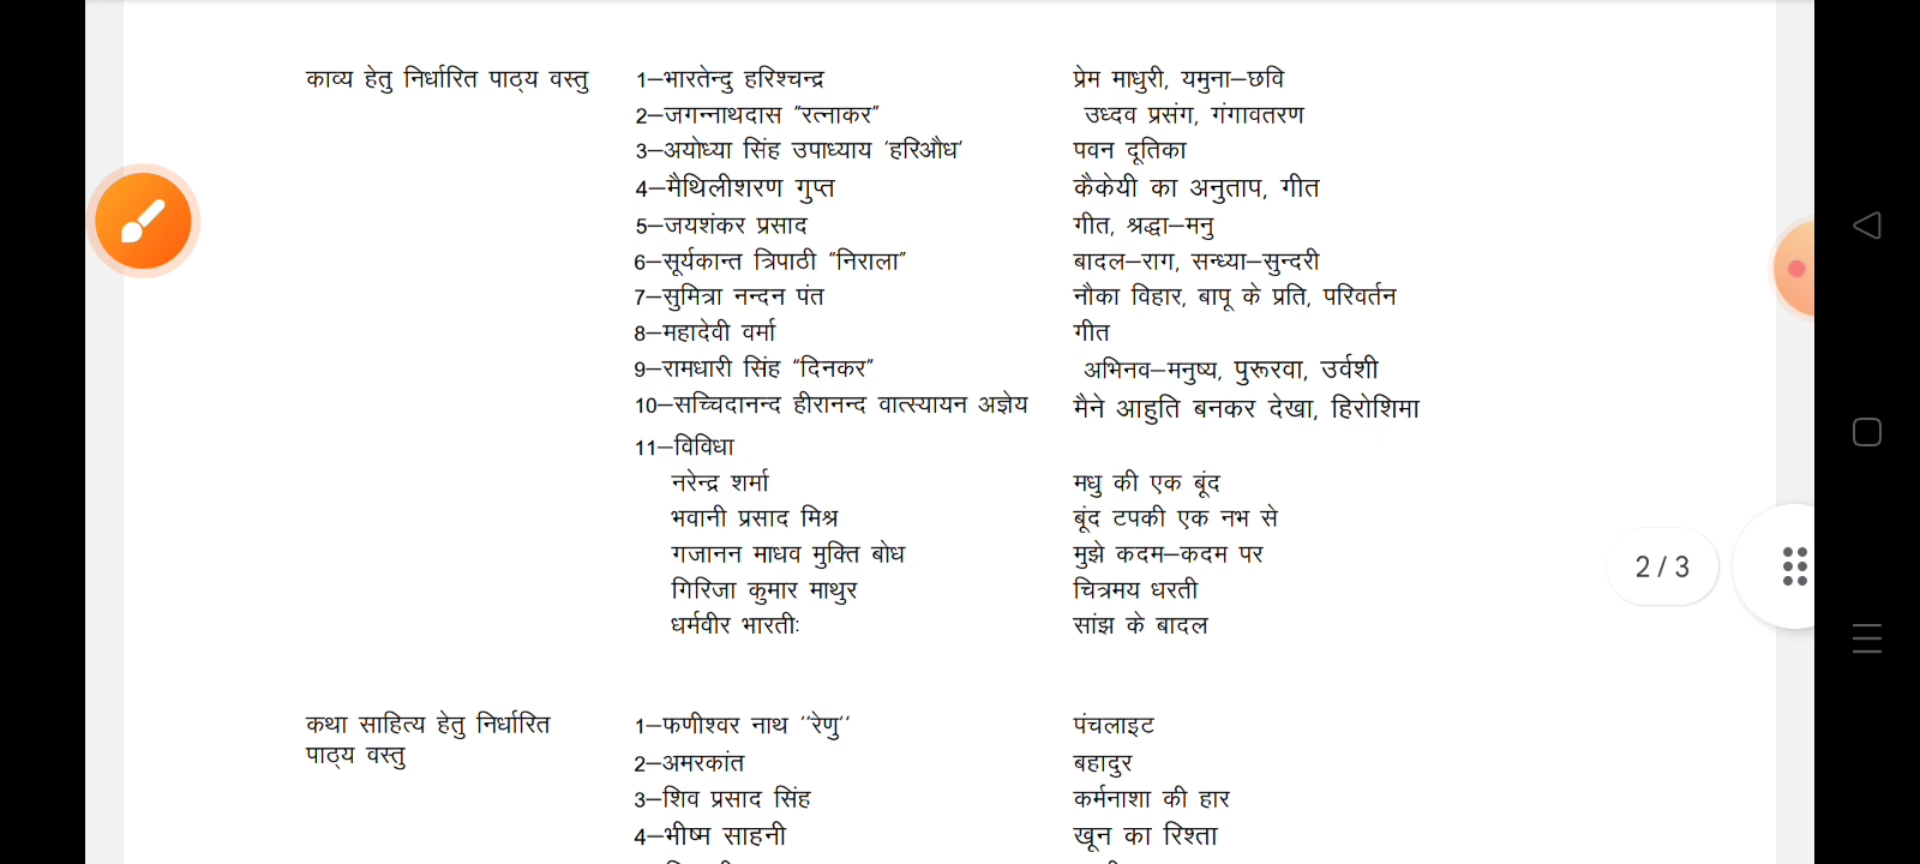 काव्य हेतु निर्धारित पाठ्य वस्तु 1–भारतेन्दु हरिश्चन्द्र प्रेम माधुरी, यमुना–छवि
2–जगन्नाथदास "रत्नाकर" उध्दव प्रसंग, गंगावतरण
3–अयोध्या सिंह उपाध्याय 'हरिऔध' पवन दूतिका
4–मैथिलीशरण गुप्त कैकेयी का अनुताप, गीत
5–जयशंकर प्रसाद गीत, श्रद्धा–मनु
6–सूर्यकान्त त्रिपाठी "निराला" बादल–राग, सन्ध्या–सुन्दरी
7–सुमित्रा नन्दन पंत नौका विहार, बापू के प्रति, परिवर्तन
8–महादेवी वर्मा गीत
9–रामधारी सिंह "दिनकर" अभिनव–मनुष्य, पुरूरवा, उर्वशी
10–सच्चिदानन्द हीरानन्द वात्स्यायन अज्ञेय मैने आहुति बनकर देखा, हिरोशिमा
11–विविधा
नरेन्द्र शर्मा मधु की एक बूंद
भवानी प्रसाद मिश्र बूंद टपकी एक नभ से
गजानन माधव मुक्ति बोध मुझे कदम–कदम पर
गिरिजा कुमार माथुर चित्रमय धरती
धर्मवीर भारतीः सांझ के बादल
2 / 3
कथा साहित्य हेतु निर्धारित 1–फणीश्वर नाथ ''रेणु'' पंचलाइट
पाठ्य वस्तु 2–अमरकांत बहादुर
3–शिव प्रसाद सिंह कर्मनाशा की हार
4–भीष्म साहनी खून का रिश्ता